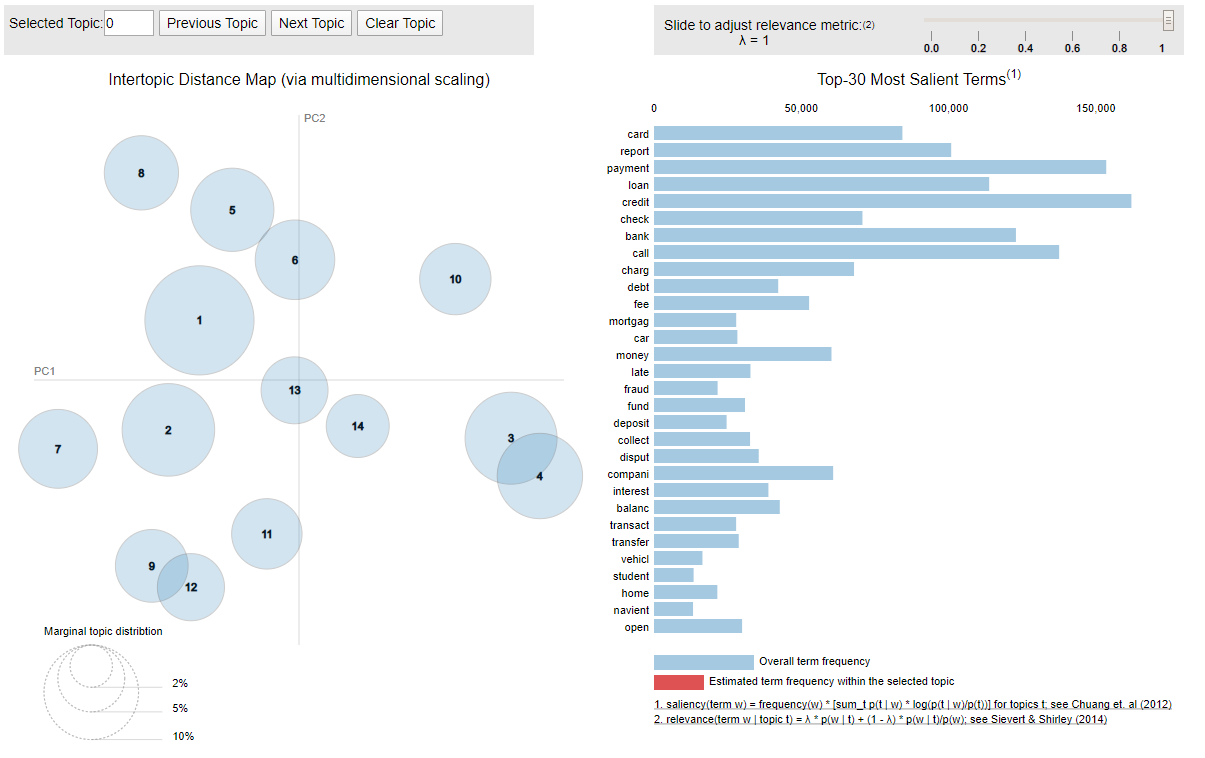 Selected Topic: 0 Previous Topic Next Topic Clear Topic
Slide to adjust relevance metric:(2)
λ = 1
0.0 0.2 0.4 0.6 0.8 1
Intertopic Distance Map (via multidimensional scaling)
PC2
PC1
8
5
6
10
1
13
14
2
3
7
4
11
9
12
Marginal topic distribtion
2%
5%
10%
Top-30 Most Salient Terms(1)
0 50,000 100,000 150,000
card
report
payment
loan
credit
check
bank
call
charg
debt
fee
mortgag
car
money
late
fraud
fund
deposit
collect
disput
compani
interest
balanc
transact
transfer
vehicl
student
home
navient
open
Overall term frequency
Estimated term frequency within the selected topic
1. saliency(term w) = frequency(w) * [sum_t p(t | w) * log(p(t | w)/p(t))] for topics t; see Chuang et. al (2012)
2. relevance(term w | topic t) = λ * p(w | t) + (1 - λ) * p(w | t)/p(w); see Sievert & Shirley (2014)